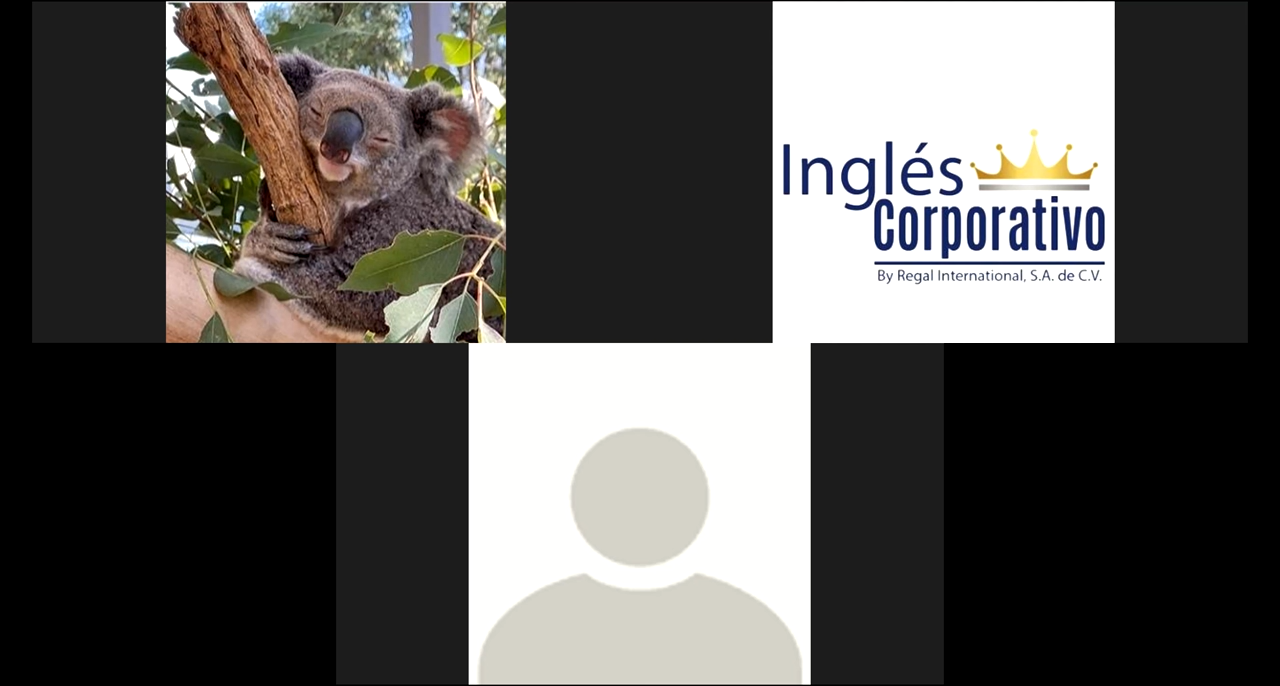 Inglés
Corporativo
By Regal International, S.A. de C.V.